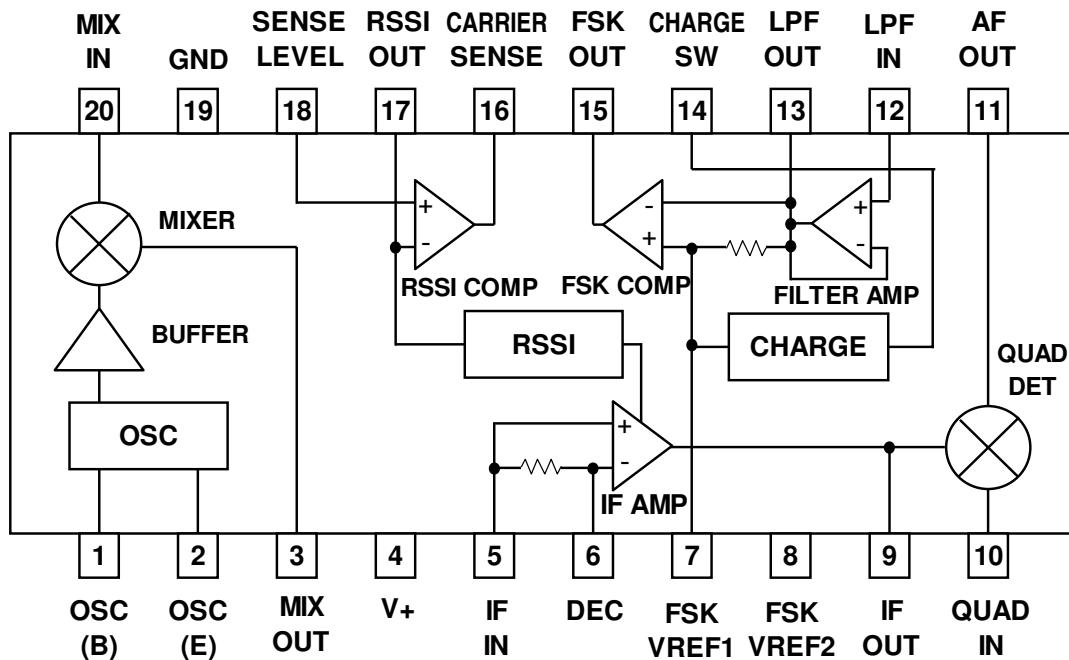 MIX SENSE RSSI CARRIER FSK CHARGE LPF LPF AF
IN GND LEVEL OUT SENSE OUT SW OUT IN OUT
20 19 18 17 16 15 14 13 12 11
MIXER
+
-
RSSI COMP
-
+
FSK COMP
+
-
FILTER AMP
BUFFER
RSSI
CHARGE
QUAD
DET
OSC
+
-
IF AMP
1 2 3 4 5 6 7 8 9 10
OSC OSC MIX V+ IF DEC FSK FSK IF QUAD
(B) (E) OUT IN VREF1 VREF2 OUT IN